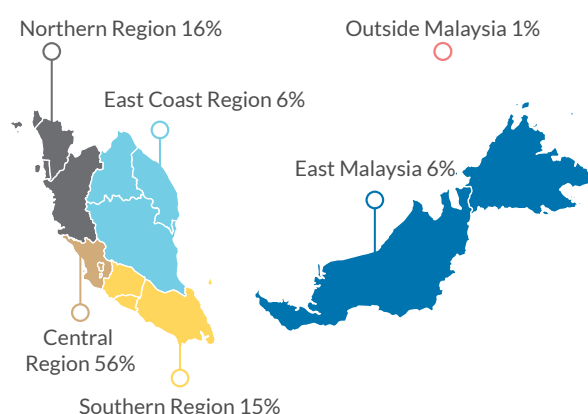 Northern Region 16%
Outside Malaysia 1%
East Coast Region 6%
East Malaysia 6%
Central
Region 56%
Southern Region 15%